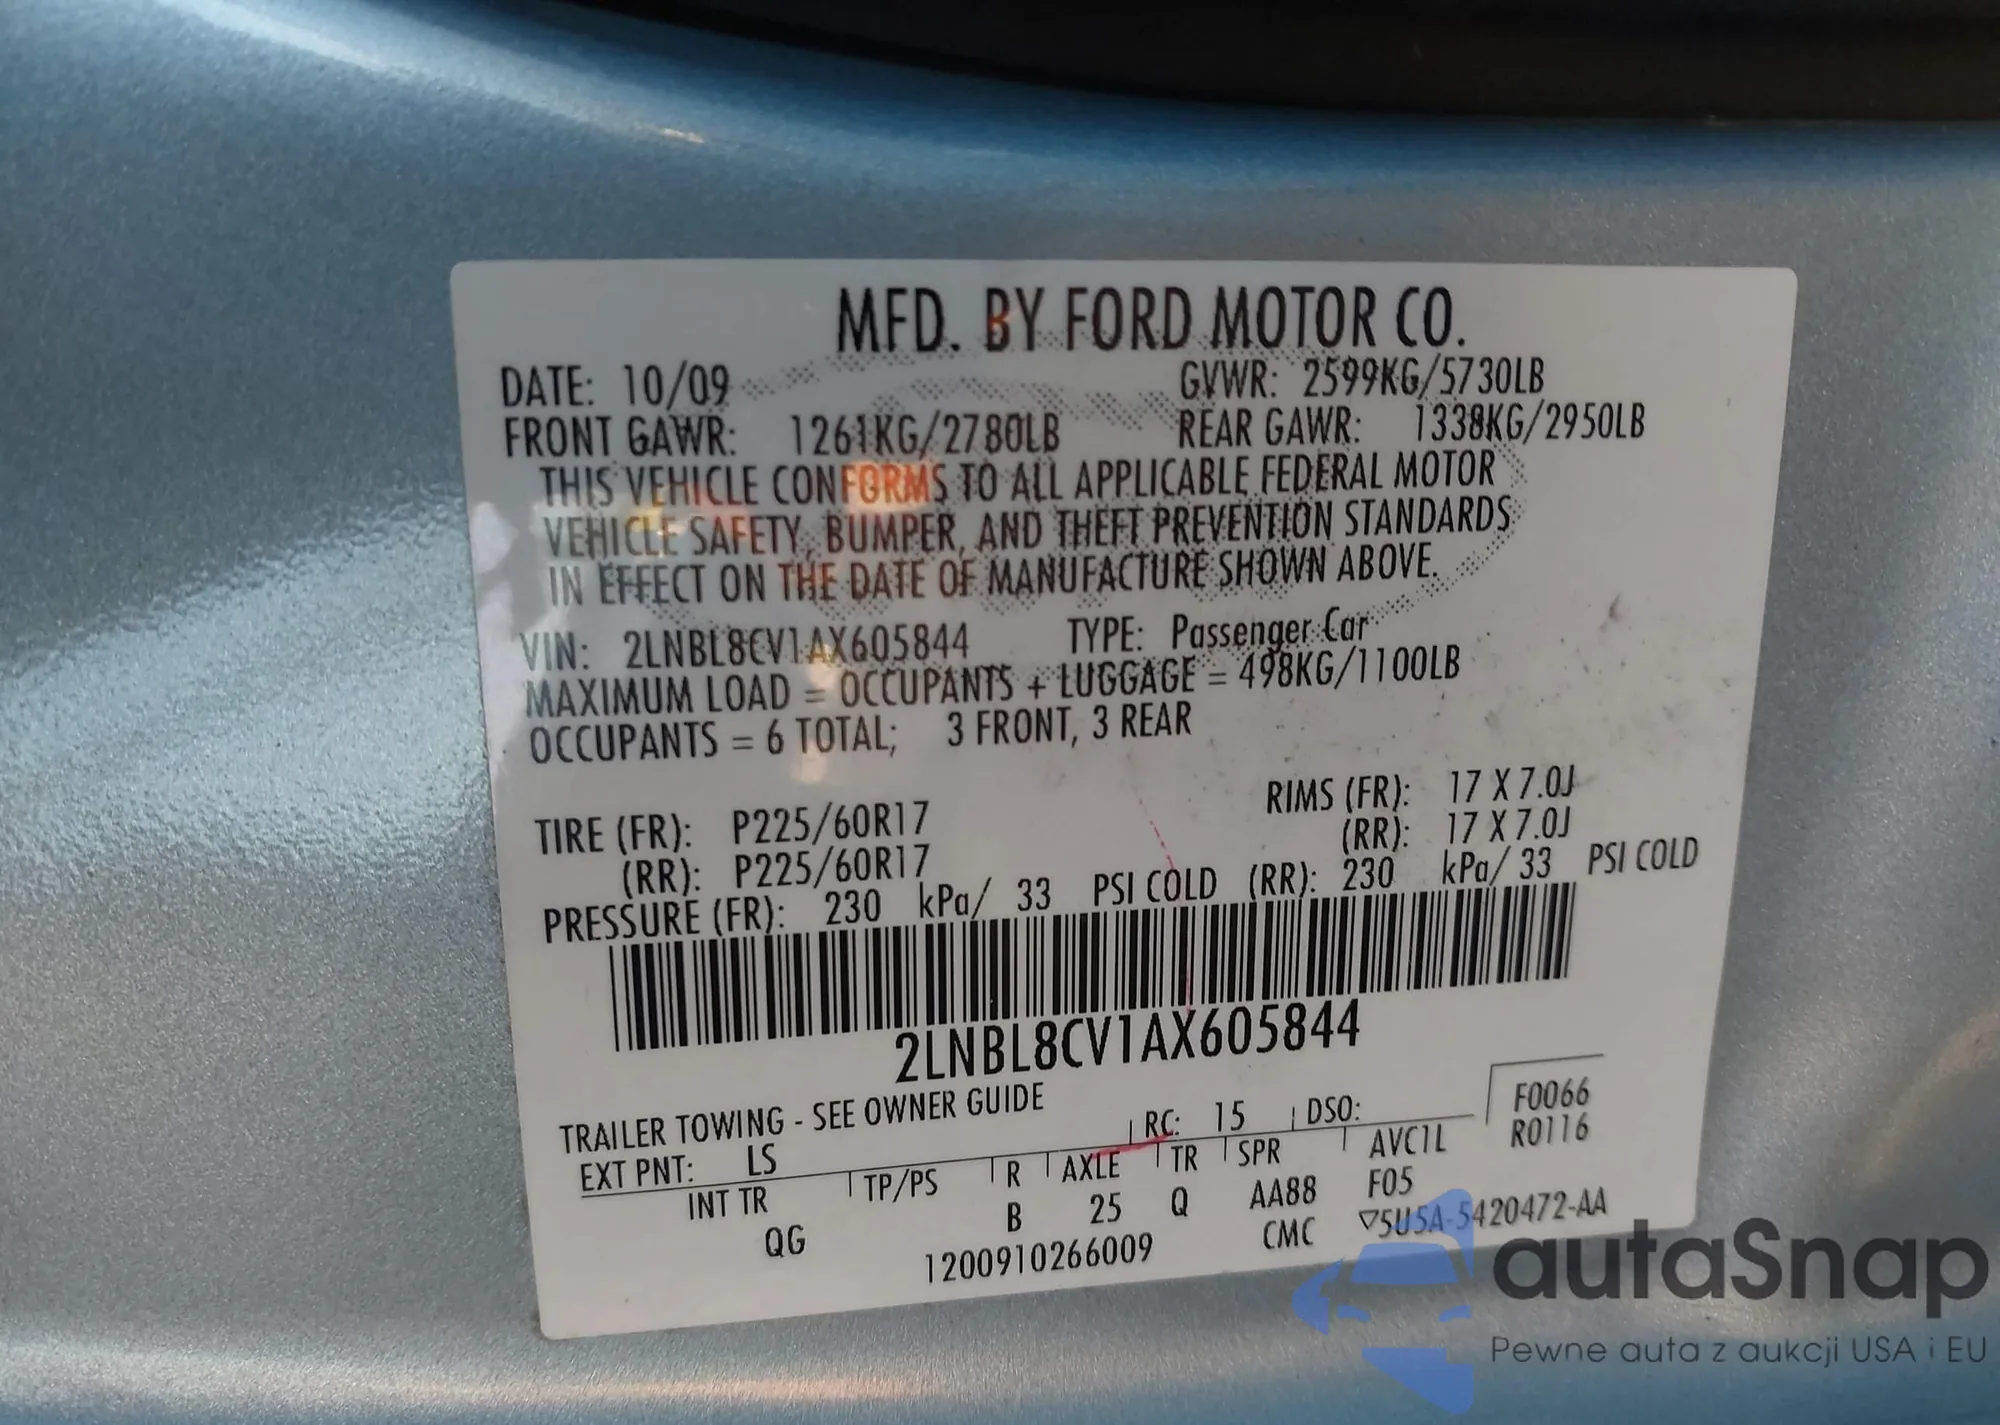 MFD. BY FORD MOTOR CO.
DATE: 10/09 GVWR: 2599KG/5730LB
FRONT GAWR: 1261KG/2780LB REAR GAWR: 1338KG/2950LB
THIS VEHICLE CONFORMS TO ALL APPLICABLE FEDERAL MOTOR
VEHICLE SAFETY, BUMPER, AND THEFT PREVENTION STANDARDS
IN EFFECT ON THE DATE OF MANUFACTURE SHOWN ABOVE.
VIN: 2LNBL8CV1AX605844 TYPE: Passenger Car
MAXIMUM LOAD = OCCUPANTS + LUGGAGE = 498KG/1100LB
OCCUPANTS = 6 TOTAL; 3 FRONT, 3 REAR
TIRE (FR): P225/60R17 RIMS (FR): 17 X 7.0J
(RR): P225/60R17 (RR): 17 X 7.0J
PRESSURE (FR): 230 kPa/ 33 PSI COLD (RR): 230 kPa/ 33 PSI COLD
2LNBL8CV1AX605844
TRAILER TOWING - SEE OWNER GUIDE
F0066
EXT PNT: LS RC: 15 DSO: R0116
INT TR TP/PS R AXLE TR SPR AVC1L
QG B 25 Q AA88 F05
1200910266009 CMC ▽5U5A-5420472-AA
autaSnap
Pewne auta z aukcji USA i EU